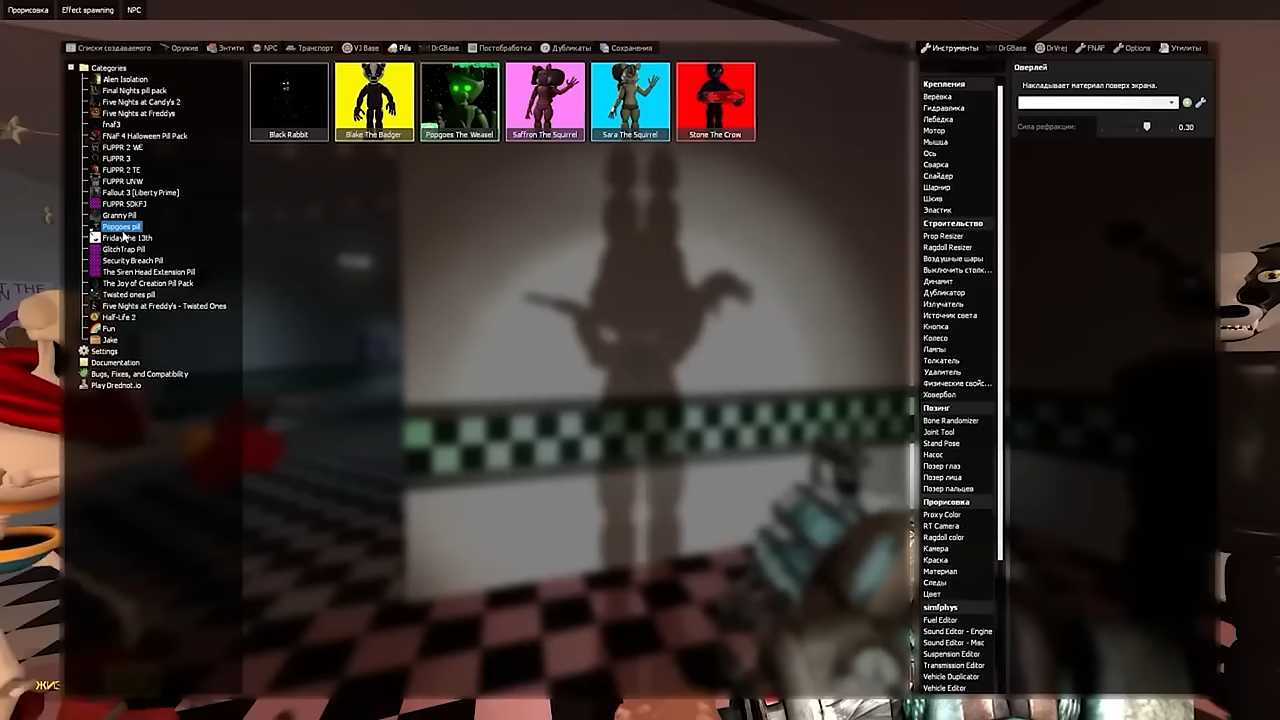 Прорисовка Effect spawning NPC
Списки создаваемого Оружие Энтити NPC Транспорт VJ Base Pills DrGBase Постобработка Дубликаты Сохранения
Инструменты DrGBase DrVrej FNAF Options Утилиты
Categories
Alien Isolation
Final Nights pill pack
Five Nights at Candy's 2
Five Nights at Freddys
fnaf3
FNaF 4 Halloween Pill Pack
FUPPR 2 WE
FUPPR 3
FUPPR 2 TE
FUPPR UNW
Fallout 3 [Liberty Prime]
FUPPR SDKFJ
Granny Pill
Popgoes pill
Friday the 13th
GlitchTrap Pill
Security Breach Pill
The Siren Head Extension Pill
The Joy of Creation Pill Pack
Twisted ones pill
Five Nights at Freddy's - Twisted Ones
Half-Life 2
Fun
Jake
Settings
Documentation
Bugs, Fixes, and Compatibility
Play Drednot.io
Black Rabbit
Blake The Badger
Popgoes The Weasel
Saffron The Squirrel
Sara The Squirrel
Stone The Crow
Крепления
Верёвка
Гидравлика
Лебёдка
Мотор
Мышца
Ось
Сварка
Слайдер
Шарнир
Шкив
Эластик
Строительство
Prop Resizer
Ragdoll Resizer
Воздушные шары
Выключить столк...
Динамит
Дубликатор
Излучатель
Источник света
Кнопка
Колесо
Лампы
Толкатель
Удалитель
Физические свойс...
Ховербол
Позинг
Bone Randomizer
Joint Tool
Stand Pose
Насос
Позер глаз
Позер лица
Позер пальцев
Прорисовка
Proxy Color
RT Camera
Ragdoll color
Камера
Краска
Материал
Следы
Цвет
simfphys
Fuel Editor
Sound Editor - Engine
Sound Editor - Misc
Suspension Editor
Transmission Editor
Vehicle Duplicator
Vehicle Editor
Оверлей
Накладывает материал поверх экрана.
Сила рефракции: 0.30